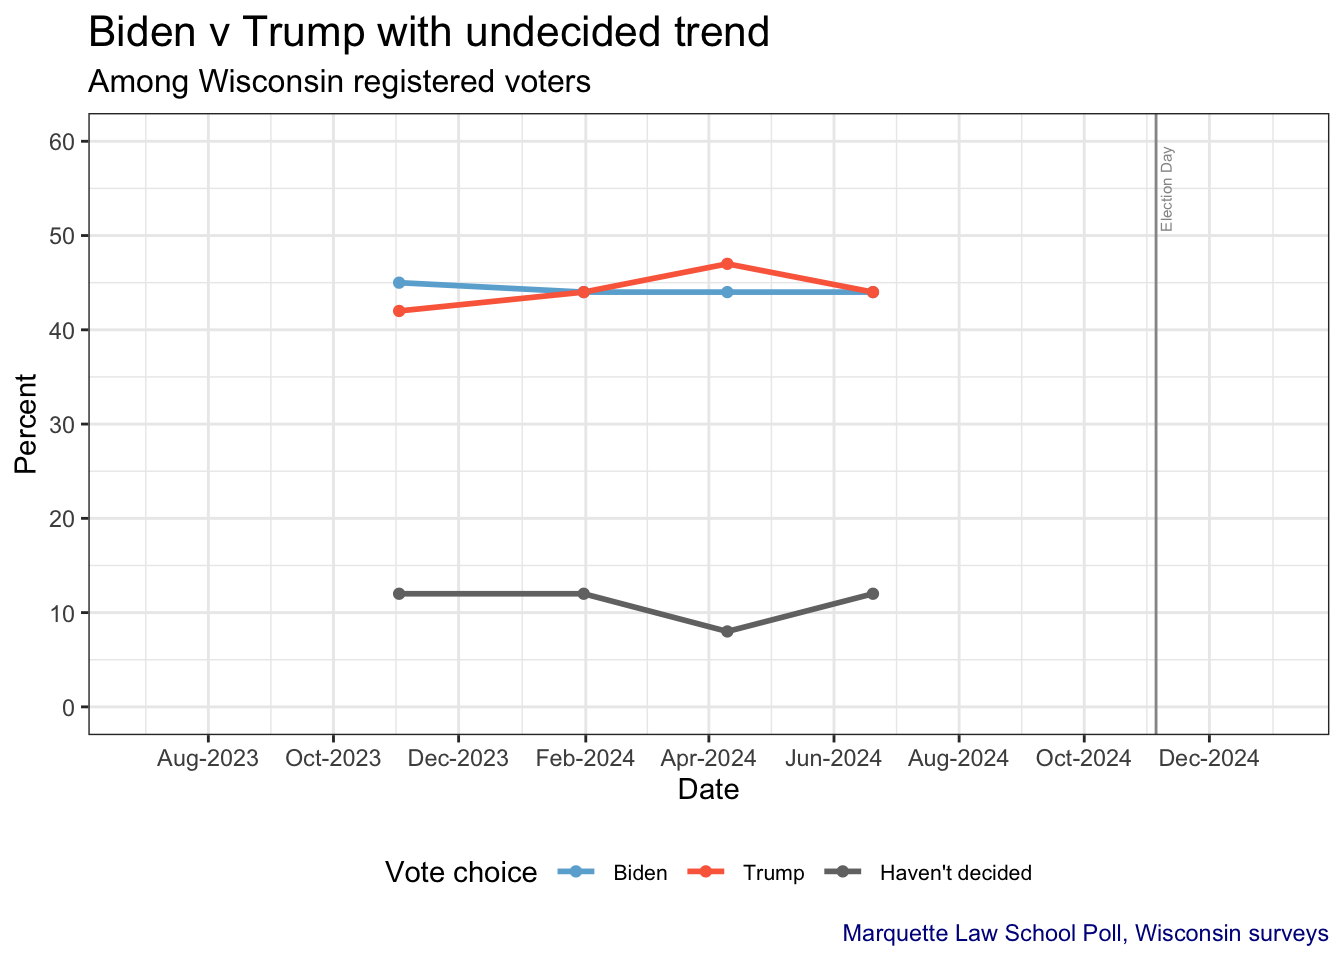 Biden v Trump with undecided trend
Among Wisconsin registered voters
60
50
40
30
20
10
0
Percent
Election Day
Aug-2023 Oct-2023 Dec-2023 Feb-2024 Apr-2024 Jun-2024 Aug-2024 Oct-2024 Dec-2024
Date
Vote choice Biden Trump Haven't decided
Marquette Law School Poll, Wisconsin surveys